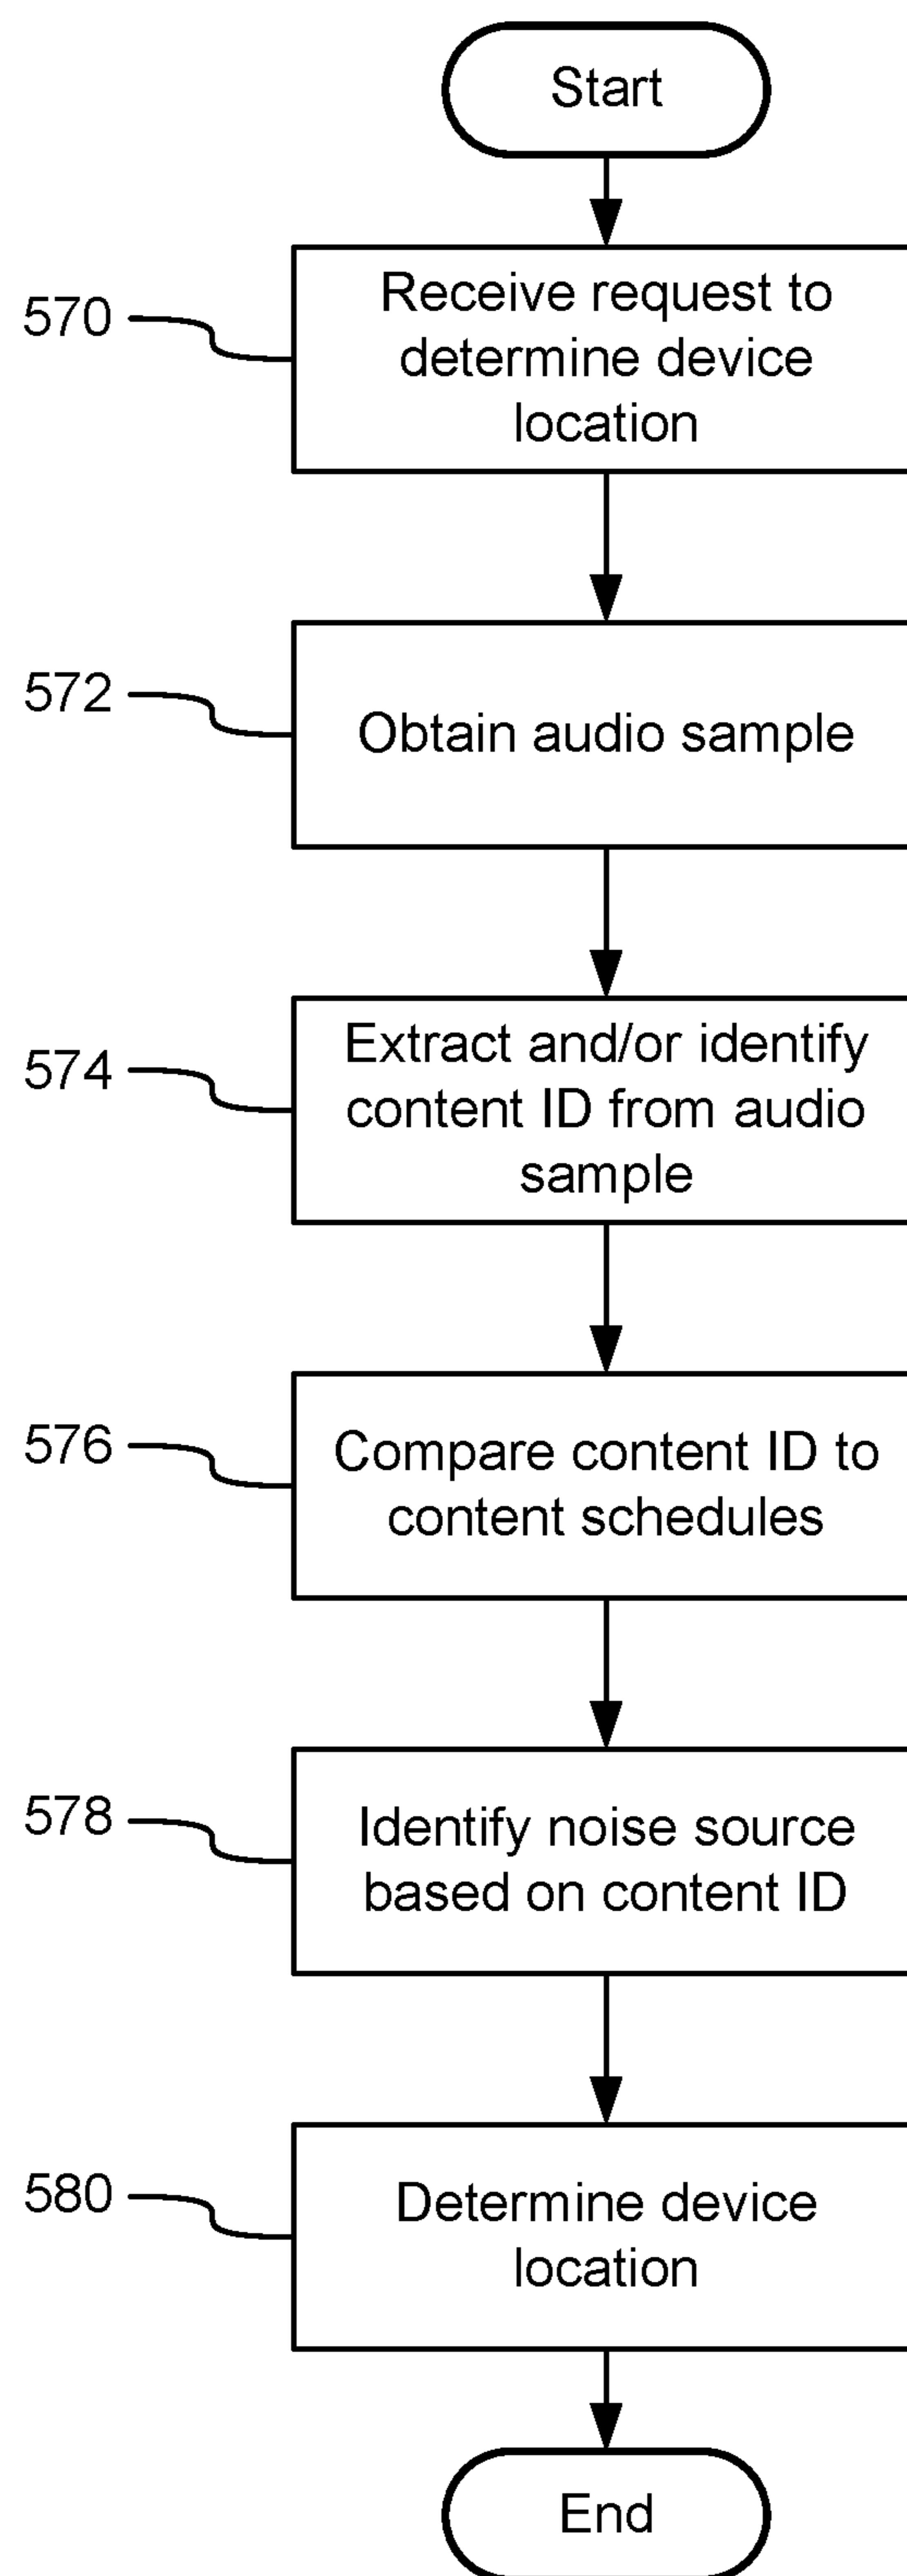 Start
570
Receive request to
determine device
location
572
Obtain audio sample
574
Extract and/or identify
content ID from audio
sample
576
Compare content ID to
content schedules
578
Identify noise source
based on content ID
580
Determine device
location
End